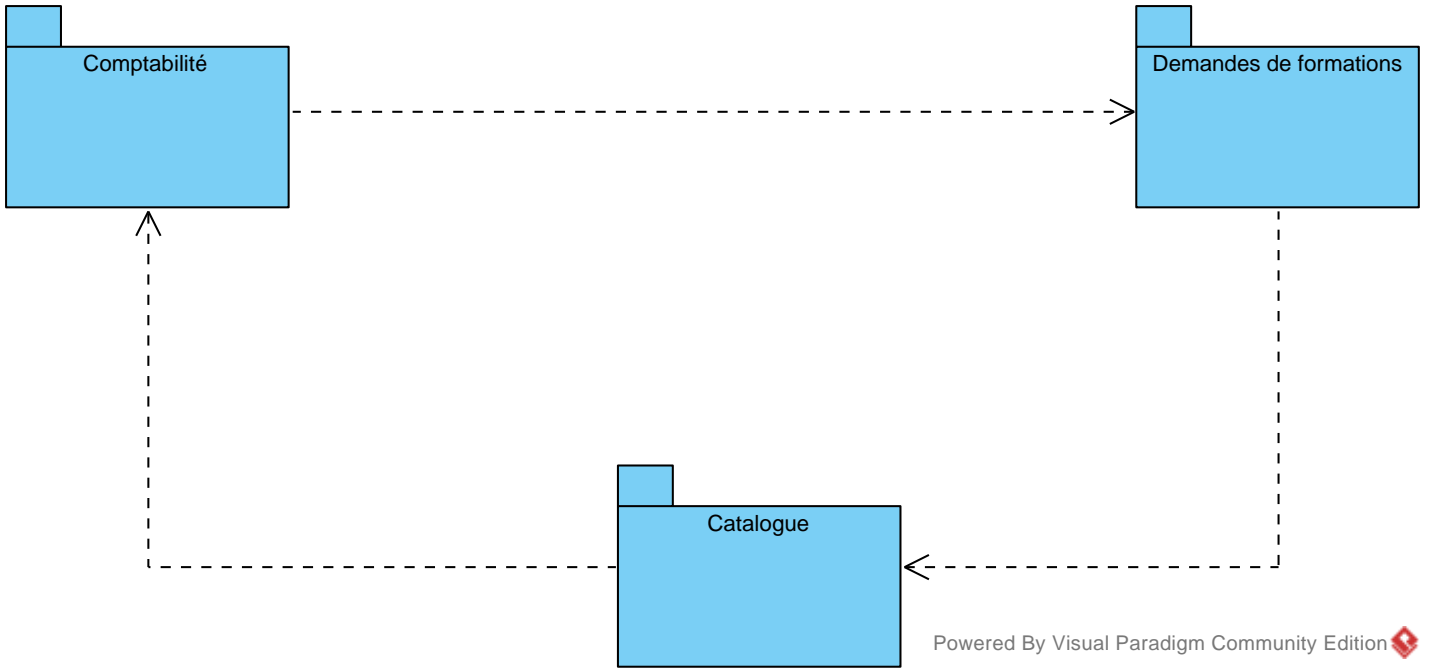 Comptabilité
Demandes de formations
Catalogue
Powered By Visual Paradigm Community Edition